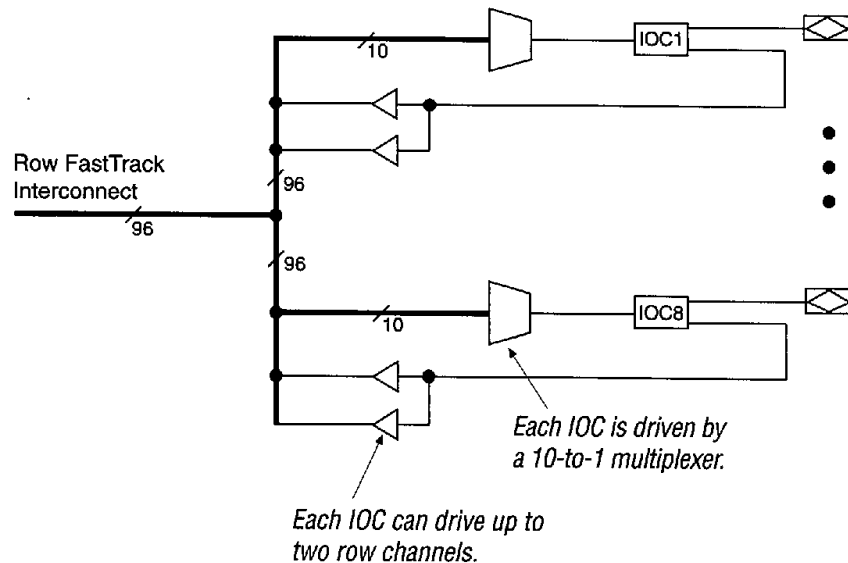 10
IOC1
Row FastTrack
Interconnect
96
96
96
10
IOC8
Each IOC is driven by
a 10-to-1 multiplexer.
Each IOC can drive up to
two row channels.